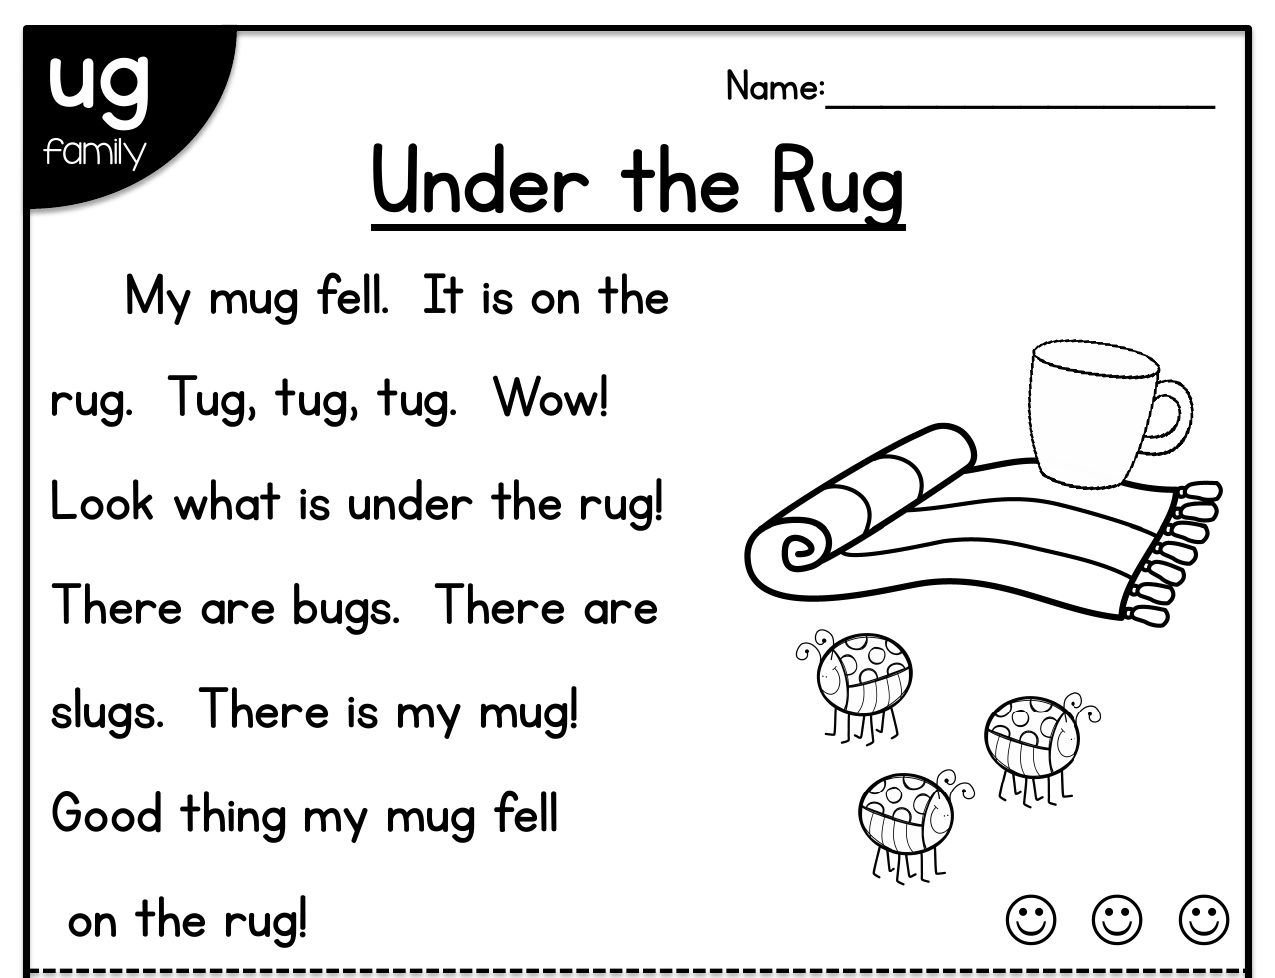 ug
family
Name:
Under the Rug
My mug fell. It is on the
rug. Tug, tug, tug. Wow!
Look what is under the rug!
There are bugs. There are
slugs. There is my mug!
Good thing my mug fell
on the rug!